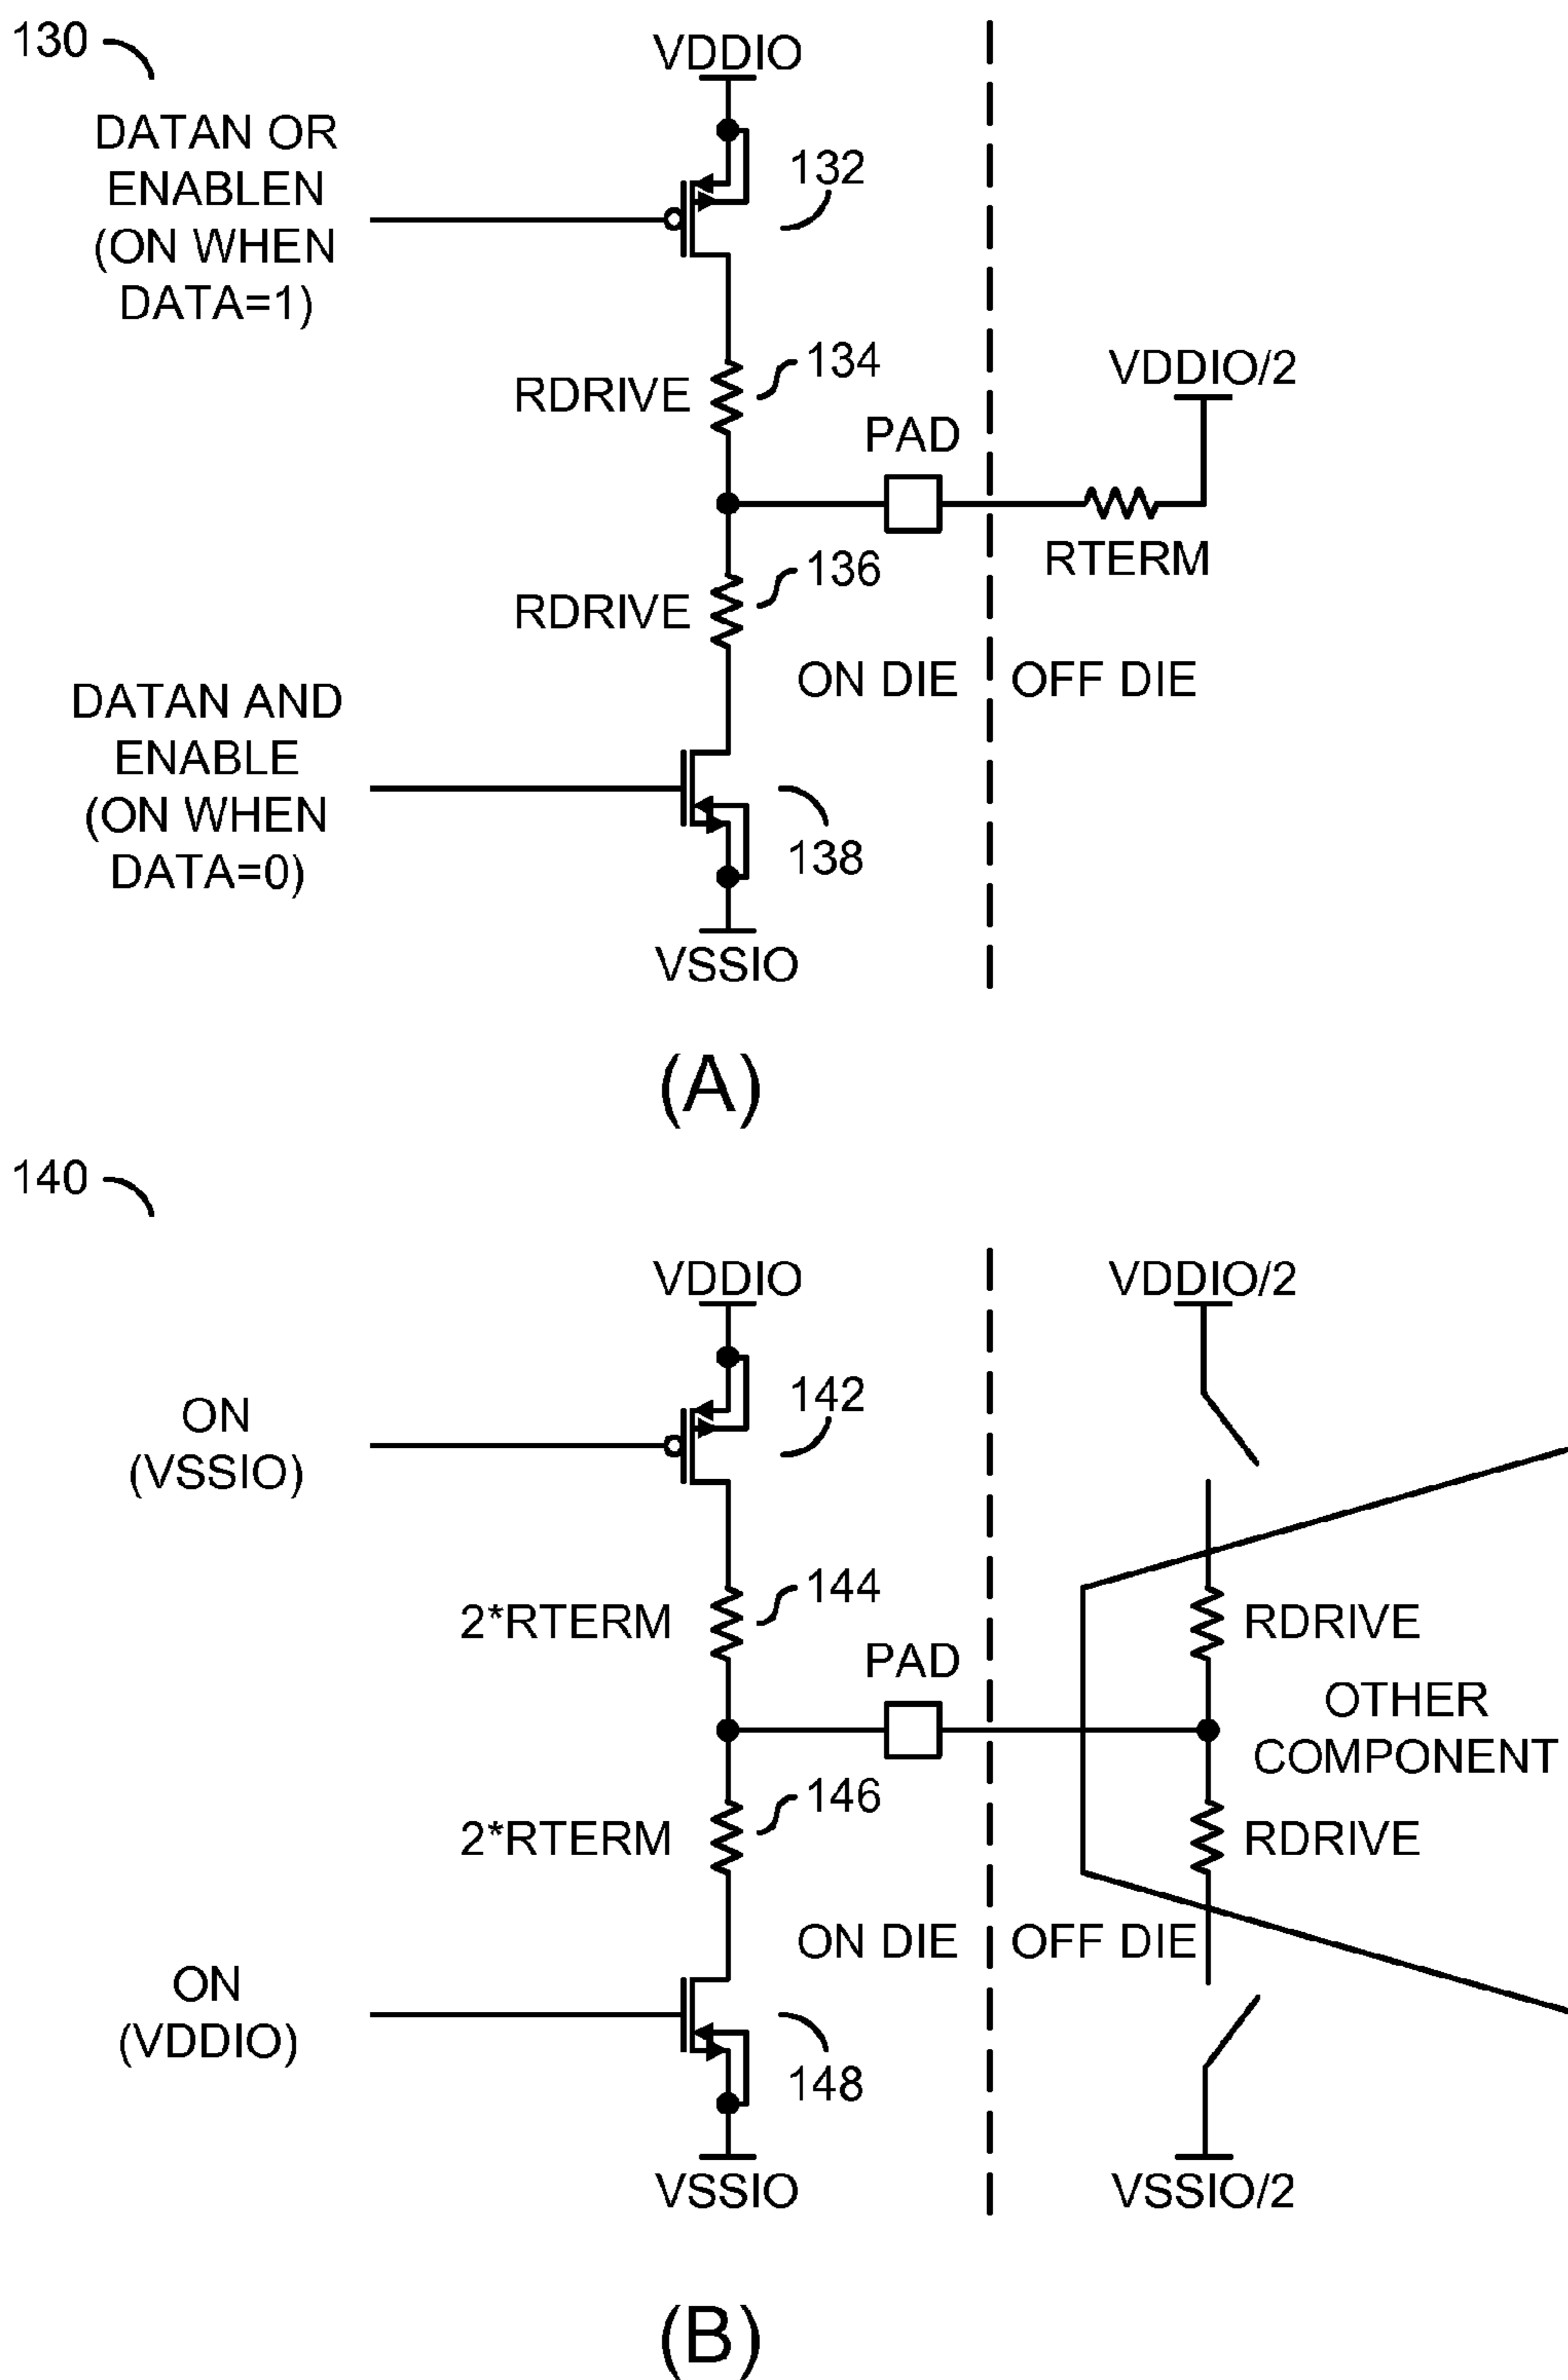 130
VDDIO
DATAN OR
ENABLEN
(ON WHEN
DATA=1)
132
134
RDRIVE
VDDIO/2
PAD
RTERM
136
RDRIVE
ON DIE
OFF DIE
DATAN AND
ENABLE
(ON WHEN
DATA=0)
138
VSSIO
(A)
140
VDDIO
VDDIO/2
ON
(VSSIO)
142
144
2*RTERM
RDRIVE
PAD
OTHER
COMPONENT
146
2*RTERM
RDRIVE
ON DIE
OFF DIE
ON
(VDDIO)
148
VSSIO
VSSIO/2
(B)